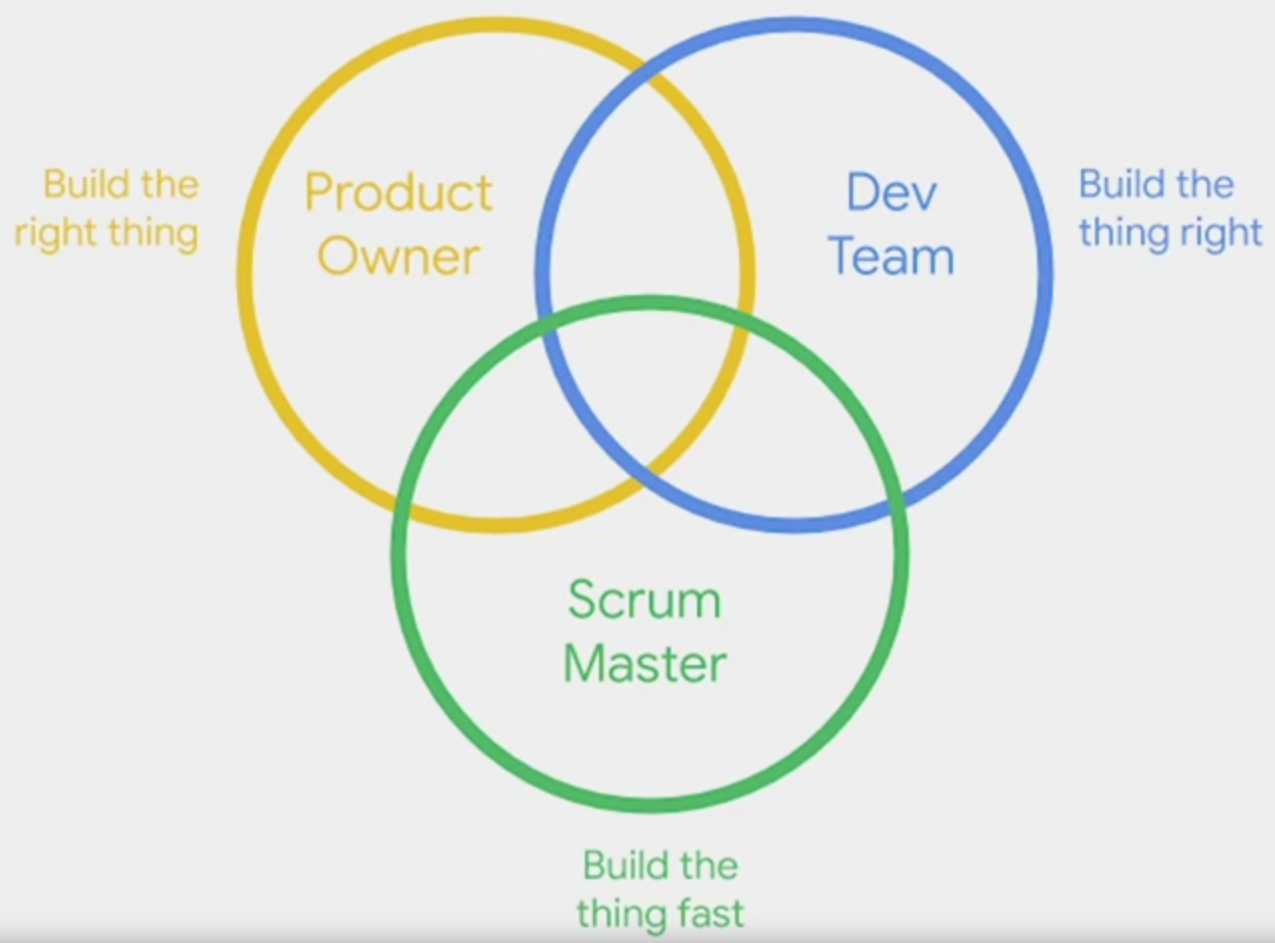 Build the
right thing
Product
Owner
Dev
Team
Build the
thing right
Scrum
Master
Build the
thing fast